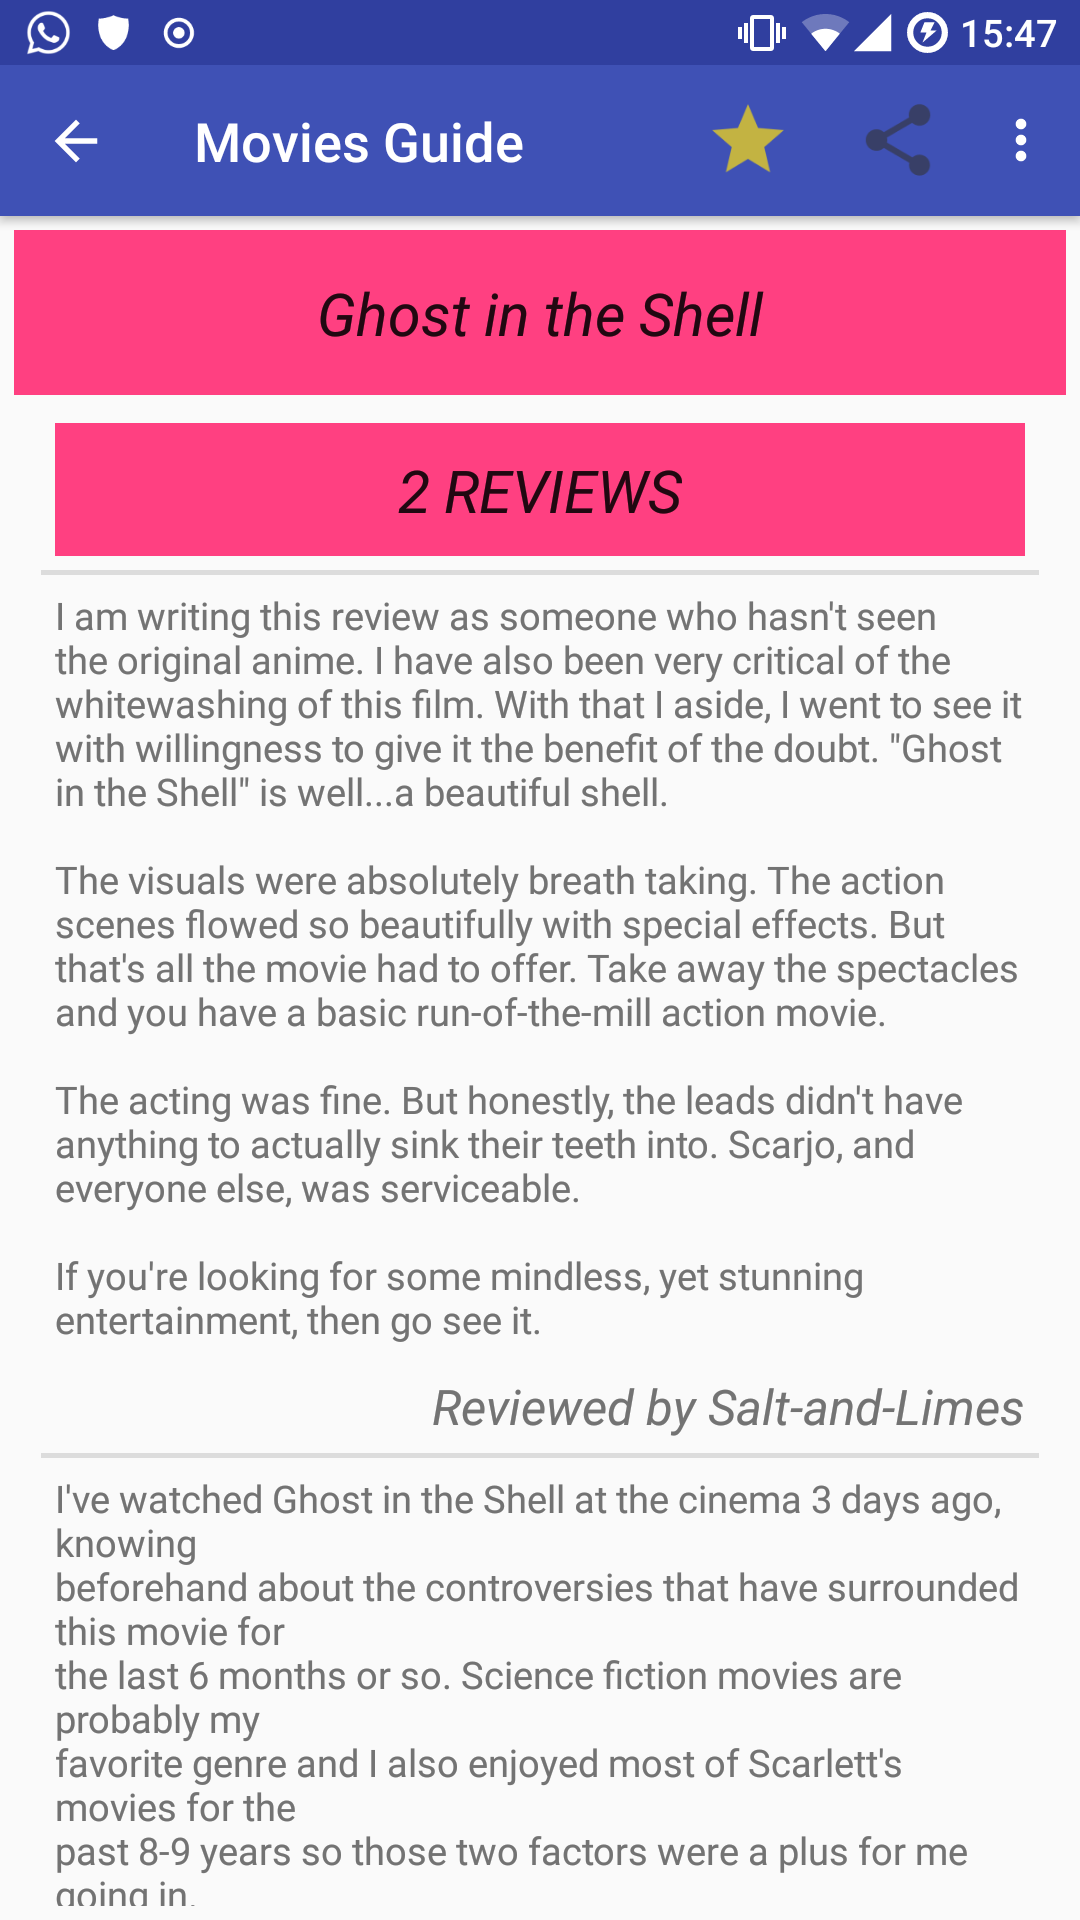 15:47
Movies Guide
Ghost in the Shell
2 REVIEWS
I am writing this review as someone who hasn't seen
the original anime. I have also been very critical of the
whitewashing of this film. With that I aside, I went to see it
with willingness to give it the benefit of the doubt. "Ghost
in the Shell" is well...a beautiful shell.
The visuals were absolutely breath taking. The action
scenes flowed so beautifully with special effects. But
that's all the movie had to offer. Take away the spectacles
and you have a basic run-of-the-mill action movie.
The acting was fine. But honestly, the leads didn't have
anything to actually sink their teeth into. Scarjo, and
everyone else, was serviceable.
If you're looking for some mindless, yet stunning
entertainment, then go see it.
Reviewed by Salt-and-Limes
I've watched Ghost in the Shell at the cinema 3 days ago,
knowing
beforehand about the controversies that have surrounded
this movie for
the last 6 months or so. Science fiction movies are
probably my
favorite genre and I also enjoyed most of Scarlett's
movies for the
past 8-9 years so those two factors were a plus for me
going in.